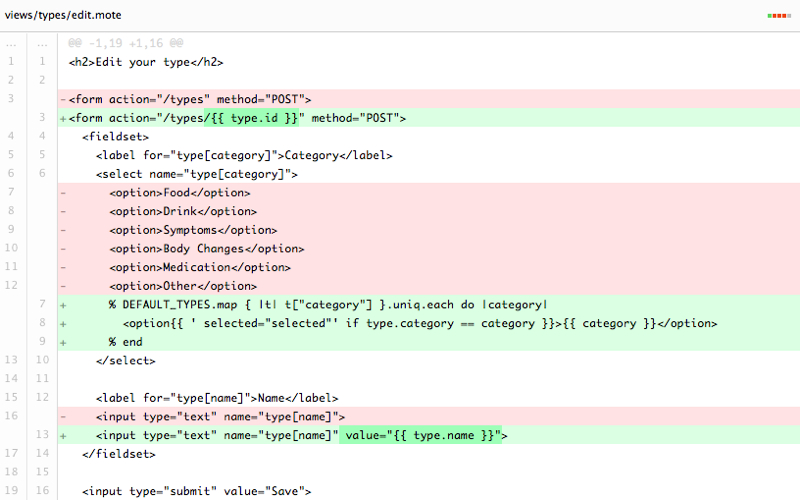 views/types/edit.mote
... ... @@ -1,19 +1,16 @@
1 1 <h2>Edit your type</h2>
2 2
3 -<form action="/types" method="POST">
3 +<form action="/types/{{ type.id }}" method="POST">
4 4 <fieldset>
5 5 <label for="type[category]">Category</label>
6 6 <select name="type[category]">
7 - <option>Food</option>
8 - <option>Drink</option>
9 - <option>Symptoms</option>
10 - <option>Body Changes</option>
11 - <option>Medication</option>
12 - <option>Other</option>
7 + % DEFAULT_TYPES.map { |t| t["category"] }.uniq.each do |category|
8 + <option{{ ' selected="selected"' if type.category == category }}>{{ category }}</option>
9 + % end
13 10 </select>
14 11
15 12 <label for="type[name]">Name</label>
16 - <input type="text" name="type[name]">
13 + <input type="text" name="type[name]" value="{{ type.name }}">
17 14 </fieldset>
18 15
19 16 <input type="submit" value="Save">